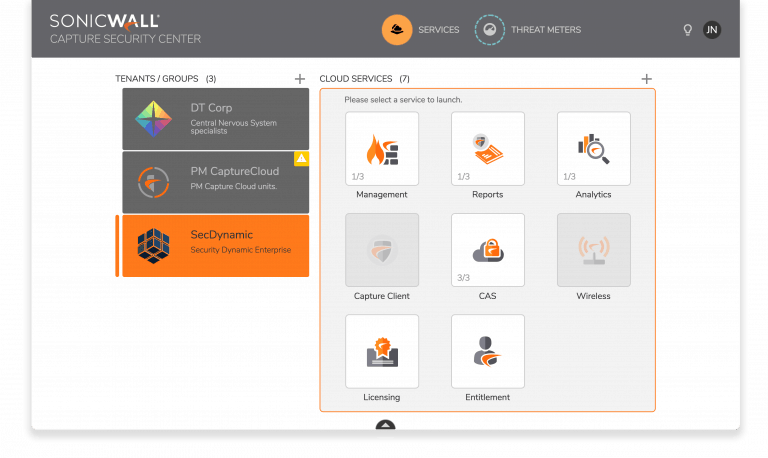 SONICWALL
CAPTURE SECURITY CENTER
SERVICES
THREAT METERS
JN
TENANTS / GROUPS (3)
DT Corp
Central Nervous System
specialists
PM CaptureCloud
PM Capture Cloud units.
SecDynamic
Security Dynamic Enterprise
CLOUD SERVICES (7)
Please select a service to launch.
1/3
1/3
1/3
Management
Reports
Analytics
3/3
Capture Client
CAS
Wireless
Licensing
Entitlement